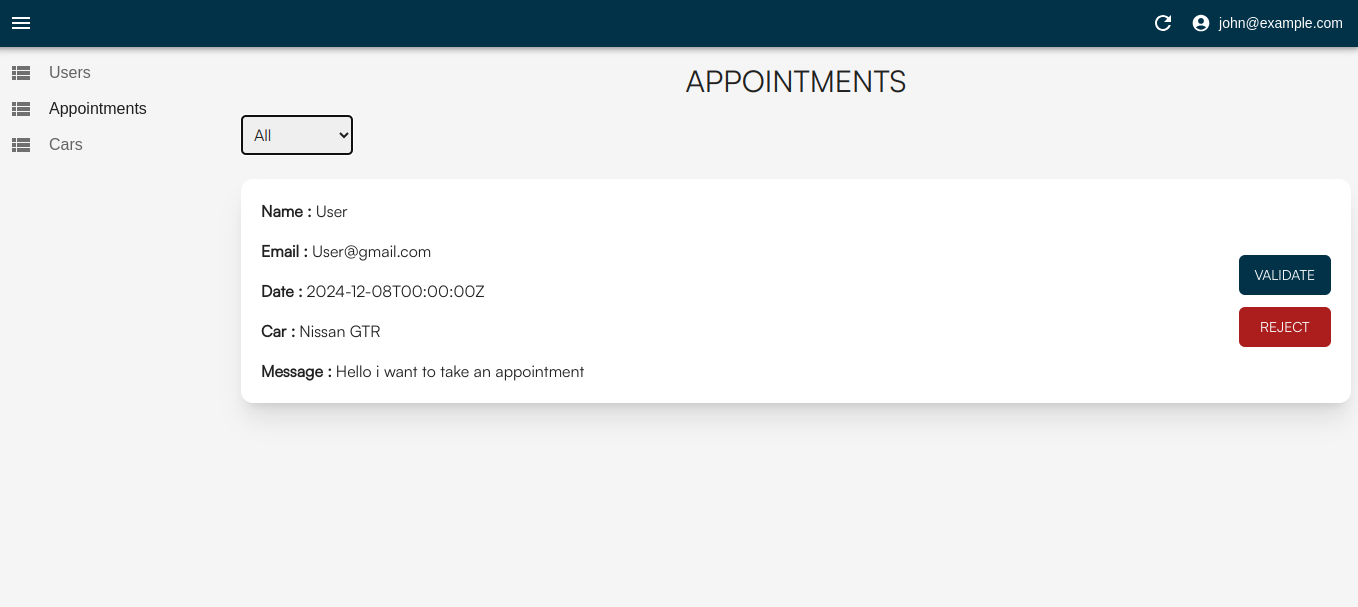 john@example.com
Users
Appointments
Cars
APPOINTMENTS
All
Name : User
Email : User@gmail.com
Date : 2024-12-08T00:00:00Z
Car : Nissan GTR
Message : Hello i want to take an appointment
VALIDATE
REJECT